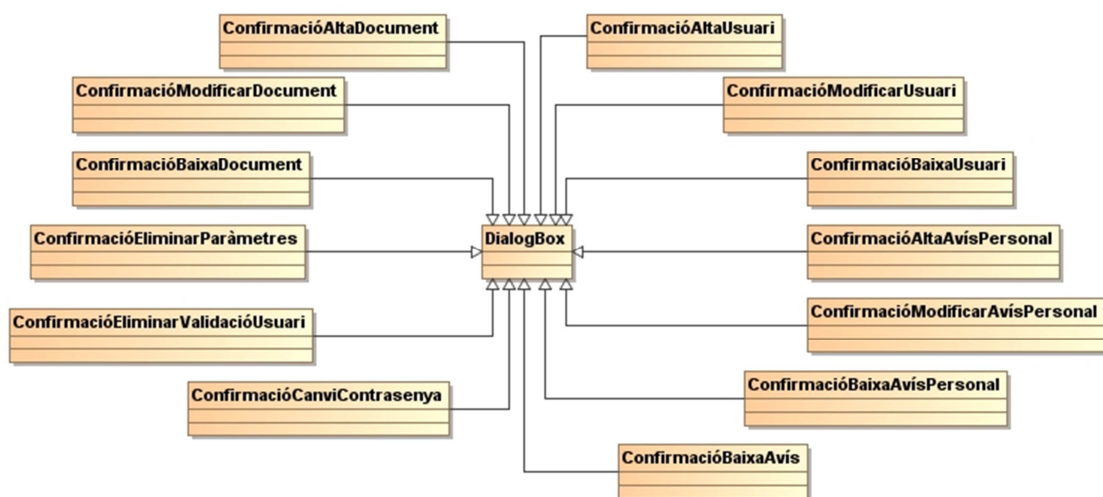 ConfirmacióAltaDocument
ConfirmacióAltaUsuari
ConfirmacióModificarDocument
ConfirmacióModificarUsuari
ConfirmacióBaixaDocument
ConfirmacióBaixaUsuari
ConfirmacióEliminarParàmetres
DialogBox
ConfirmacióAltaAvísPersonal
ConfirmacióEliminarValidacióUsuari
ConfirmacióModificarAvísPersonal
ConfirmacióCanviContrasenya
ConfirmacióBaixaAvísPersonal
ConfirmacióBaixaAvís